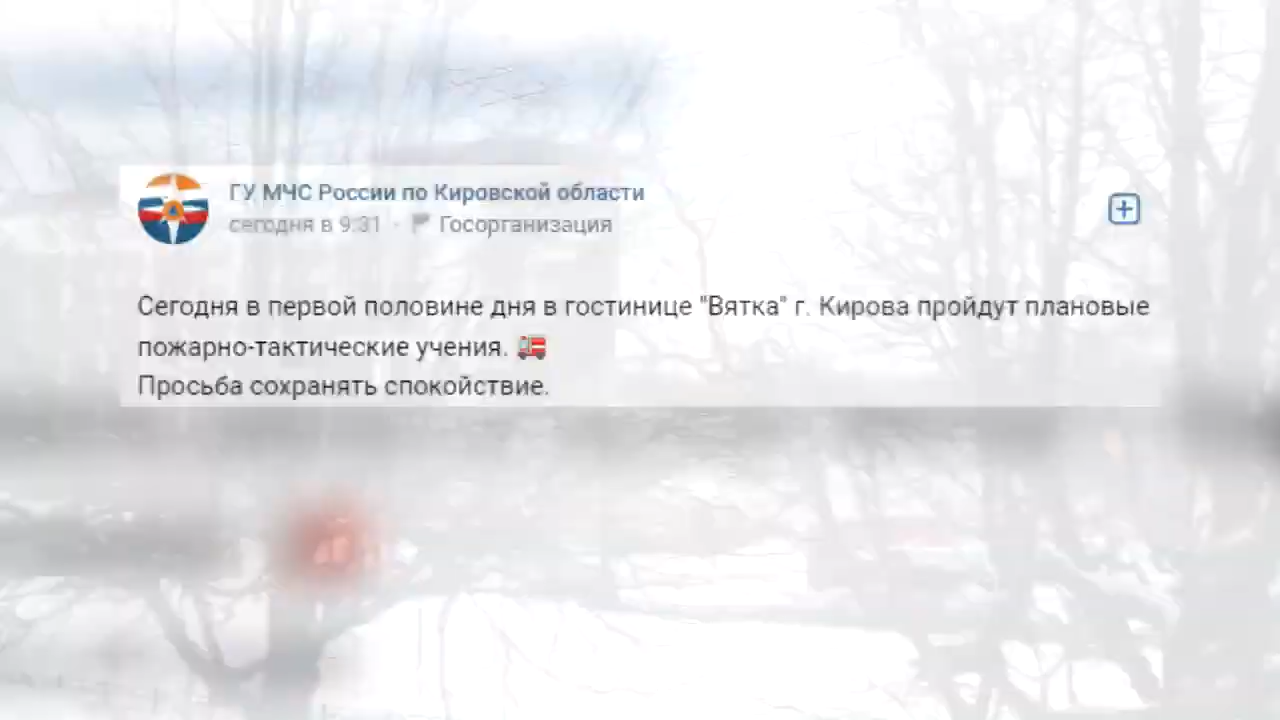 ГУ МЧС России по Кировской области
сегодня в 9:31 · Госорганизация
Сегодня в первой половине дня в гостинице "Вятка" г. Кирова пройдут плановые
пожарно-тактические учения. 🚒
Просьба сохранять спокойствие.